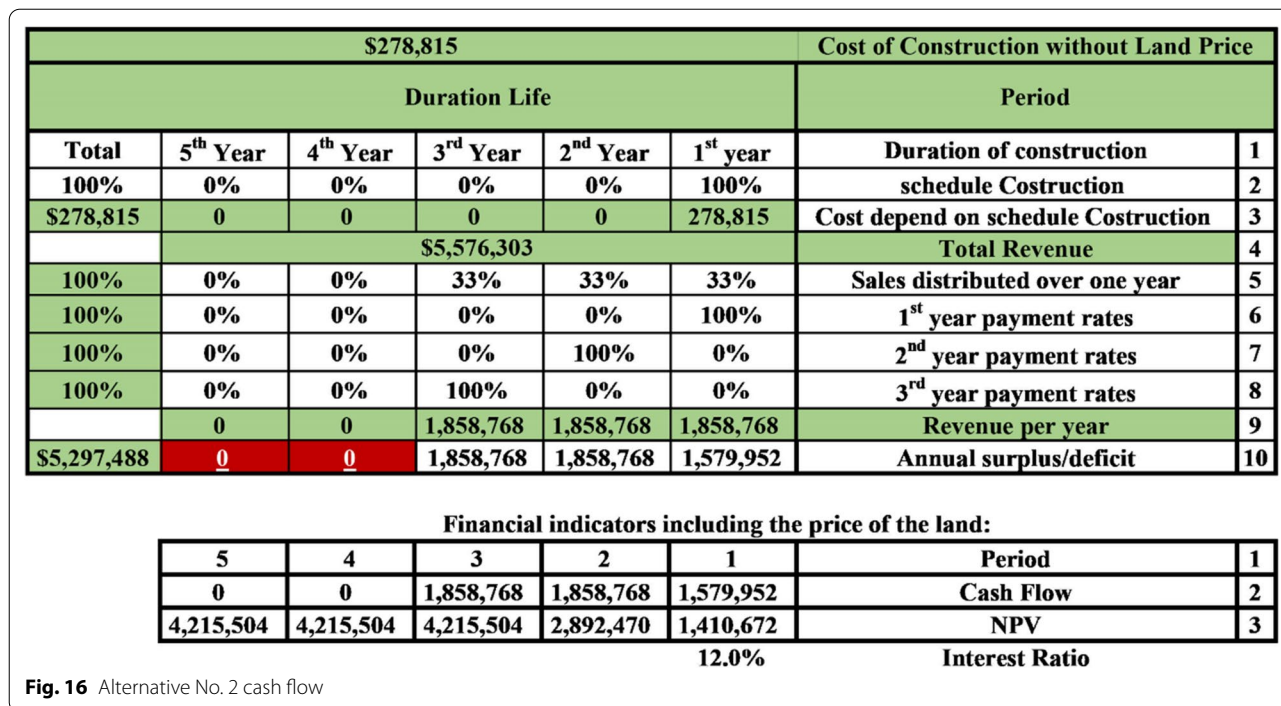 $278,815 Cost of Construction without Land Price
Duration Life Period
Total 5th Year 4th Year 3rd Year 2nd Year 1st year Duration of construction 1
100% 0% 0% 0% 0% 100% schedule Costruction 2
$278,815 0 0 0 0 278,815 Cost depend on schedule Costruction 3
$5,576,303 Total Revenue 4
100% 0% 0% 33% 33% 33% Sales distributed over one year 5
100% 0% 0% 0% 0% 100% 1st year payment rates 6
100% 0% 0% 0% 100% 0% 2nd year payment rates 7
100% 0% 0% 100% 0% 0% 3rd year payment rates 8
0 0 1,858,768 1,858,768 1,858,768 Revenue per year 9
$5,297,488 0 0 1,858,768 1,858,768 1,579,952 Annual surplus/deficit 10
Financial indicators including the price of the land:
5 4 3 2 1 Period 1
0 0 1,858,768 1,858,768 1,579,952 Cash Flow 2
4,215,504 4,215,504 4,215,504 2,892,470 1,410,672 NPV 3
12.0% Interest Ratio
Fig. 16 Alternative No. 2 cash flow